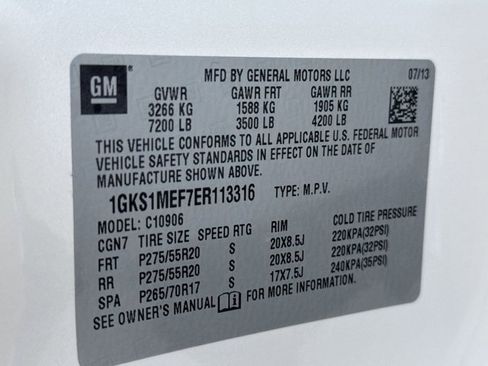 GM
MFD BY GENERAL MOTORS LLC 07/13
GVWR GAWR FRT GAWR RR
3266 KG 1588 KG 1905 KG
7200 LB 3500 LB 4200 LB
THIS VEHICLE CONFORMS TO ALL APPLICABLE U.S. FEDERAL MOTOR
VEHICLE SAFETY STANDARDS IN EFFECT ON THE DATE OF
MANUFACTURE SHOWN ABOVE.
1GKS1MEF7ER113316 TYPE: M.P.V.
MODEL: C10906
CGN7 TIRE SIZE SPEED RTG RIM COLD TIRE PRESSURE
FRT P275/55R20 S 20X8.5J 220KPA(32PSI)
RR P275/55R20 S 20X8.5J 220KPA(32PSI)
SPA P265/70R17 S 17X7.5J 240KPA(35PSI)
SEE OWNER'S MANUAL FOR MORE INFORMATION.